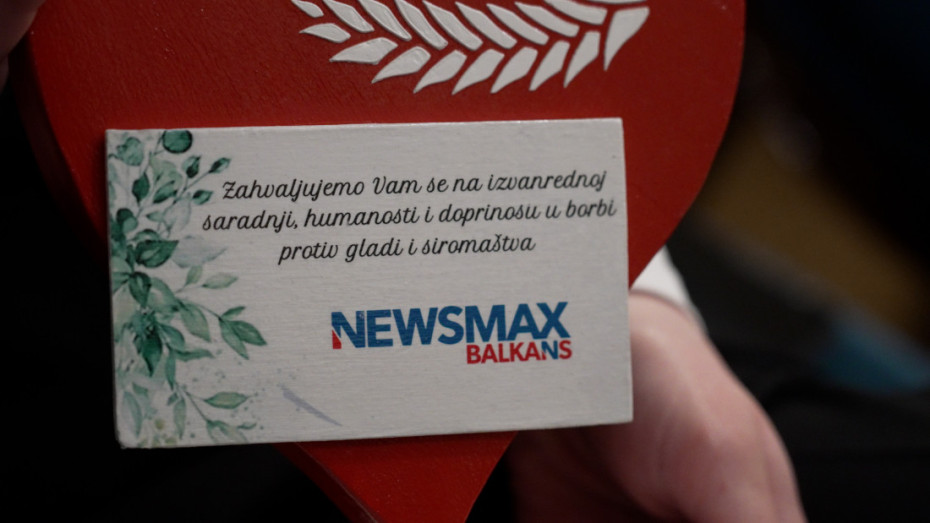 Zahvaljujemo Vam se na izvanrednoj
saradnji, humanosti i doprinosu u borbi
protiv gladi i siromaštva
NEWSMAX
BALKANS